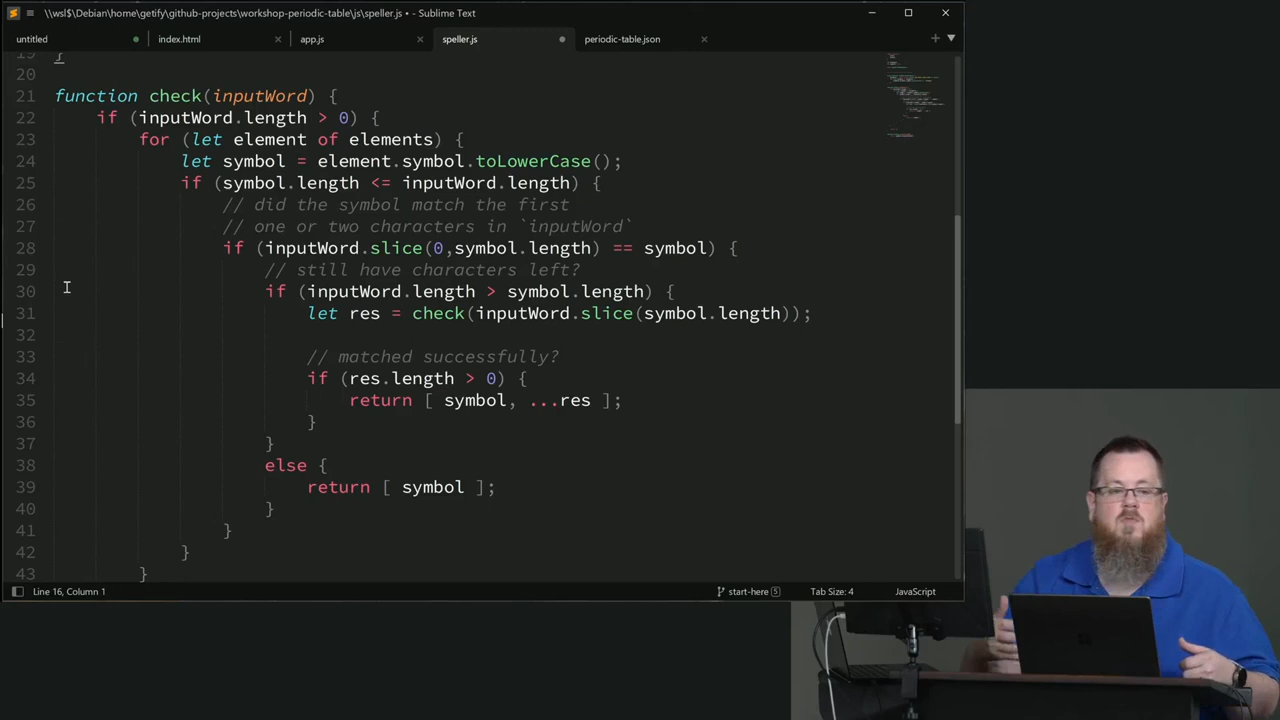 \\wsl$\Debian\home\getify\github-projects\workshop-periodic-table\js\speller.js • - Sublime Text
untitled index.html app.js speller.js periodic-table.json
19 }
20
21 function check(inputWord) {
22 if (inputWord.length > 0) {
23 for (let element of elements) {
24 let symbol = element.symbol.toLowerCase();
25 if (symbol.length <= inputWord.length) {
26 // did the symbol match the first
27 // one or two characters in `inputWord`
28 if (inputWord.slice(0,symbol.length) == symbol) {
29 // still have characters left?
30 if (inputWord.length > symbol.length) {
31 let res = check(inputWord.slice(symbol.length));
32
33 // matched successfully?
34 if (res.length > 0) {
35 return [ symbol, ...res ];
36 }
37 }
38 else {
39 return [ symbol ];
40 }
41 }
42 }
43 }
Line 16, Column 1 start-here 5 Tab Size: 4 JavaScript